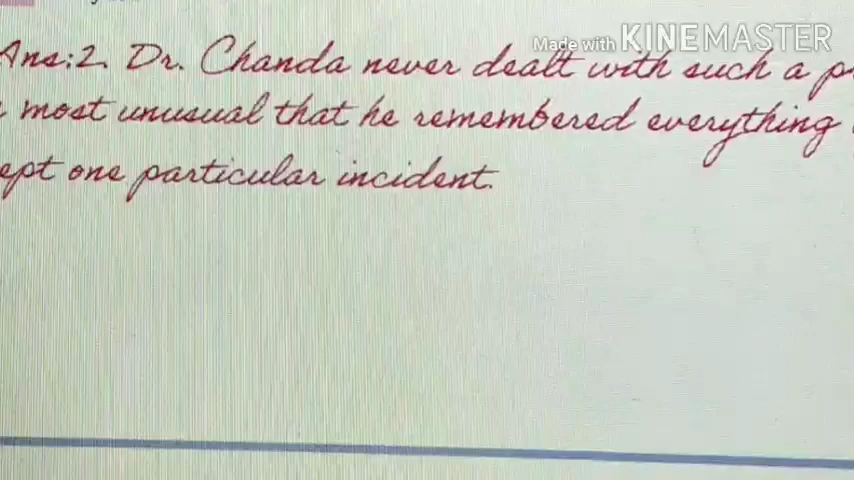 Made with KINEMASTER
Ans:2. Dr. Chanda never dealt with such a
most unusual that he remembered everything
one particular incident.